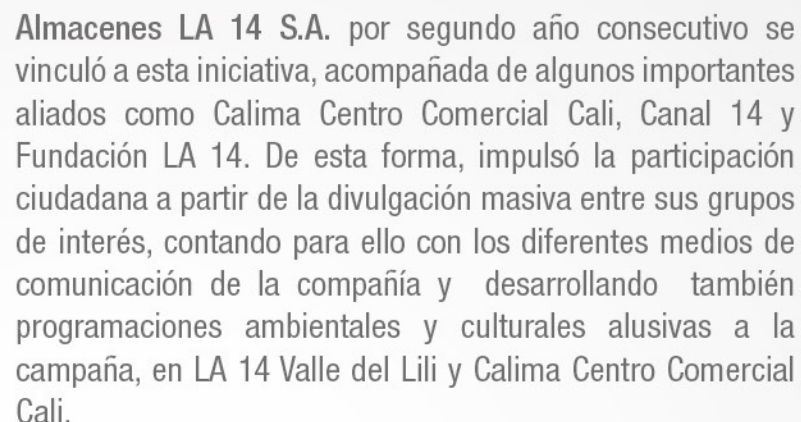 Almacenes LA 14 S.A. por segundo año consecutivo se
vinculó a esta iniciativa, acompañada de algunos importantes
aliados como Calima Centro Comercial Cali, Canal 14 y
Fundación LA 14. De esta forma, impulsó la participación
ciudadana a partir de la divulgación masiva entre sus grupos
de interés, contando para ello con los diferentes medios de
comunicación de la compañía y desarrollando también
programaciones ambientales y culturales alusivas a la
campaña, en LA 14 Valle del Lili y Calima Centro Comercial
Cali.